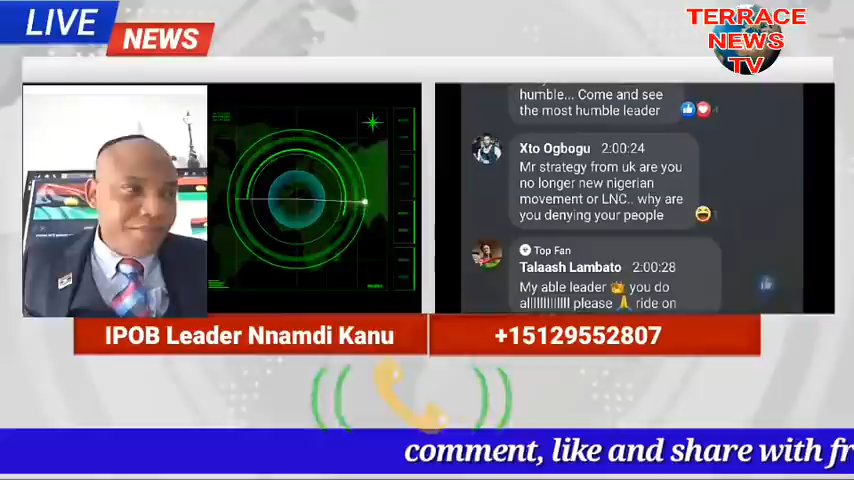 LIVE
NEWS
TERRACE
NEWS
TV
humble... Come and see
the most humble leader
Xto Ogbogu 2:00:24
Mr strategy from uk are you
no longer new nigerian
movement or LNC.. why are
you denying your people
Top Fan
Talaash Lambato 2:00:28
My able leader 👑 you do
allllllllllllll please 🙏 ride on
IPOB Leader Nnamdi Kanu
+15129552807
comment, like and share with fr